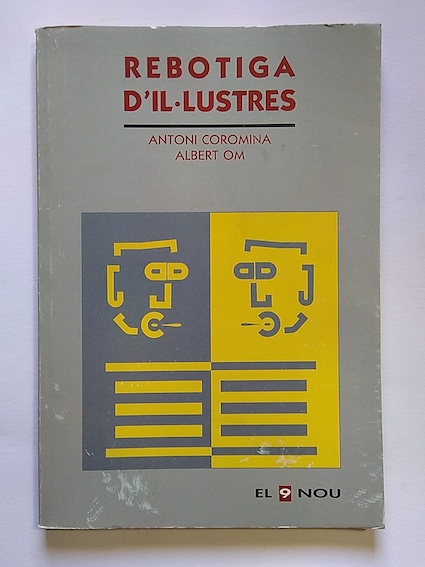 REBOTIGA
D'IL·LUSTRES
ANTONI COROMINA
ALBERT OM
EL 9 NOU